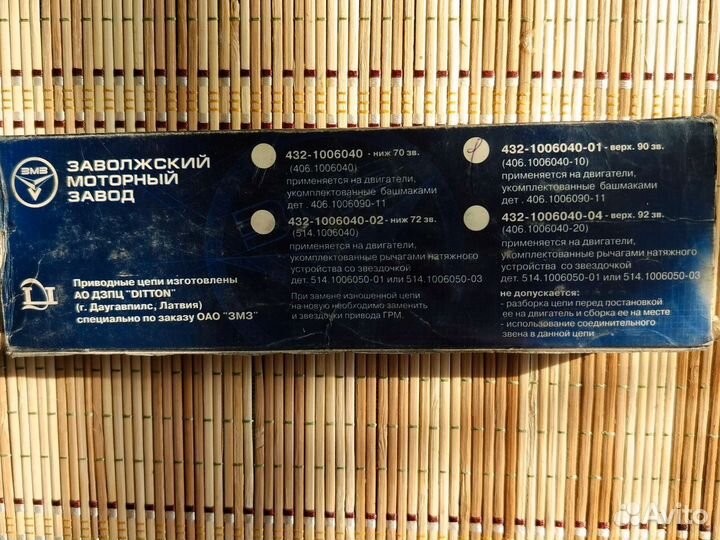 ЗМЗ
ЗАВОЛЖСКИЙ
МОТОРНЫЙ
ЗАВОД
Приводные цепи изготовлены
АО ДЗПЦ "DITTON"
(г. Даугавпилс, Латвия)
специально по заказу ОАО "ЗМЗ"
432-1006040 - ниж 70 зв.
(406.1006040)
применяется на двигатели,
укомплектованные башмаками
дет. 406.1006090-11
432-1006040-02 - ниж 72 зв.
(514.1006040)
применяется на двигатели,
укомплектованные рычагами натяжного
устройства со звездочкой
дет. 514.1006050-01 или 514.1006050-03
При замене изношенной цепи
на новую необходимо заменить
и звездочки привода ГРМ.
432-1006040-01 - верх. 90 зв.
(406.1006040-10)
применяется на двигатели,
укомплектованные башмаками
дет. 406.1006090-11
432-1006040-04 - верх. 92 зв.
(406.1006040-20)
применяется на двигатели,
укомплектованные рычагами натяжного
устройства со звездочкой
дет. 514.1006050-01 или 514.1006050-03
не допускается:
- разборка цепи перед постановкой
ее на двигатель и сборка ее на месте
- использование соединительного
звена в данной цепи
Avito